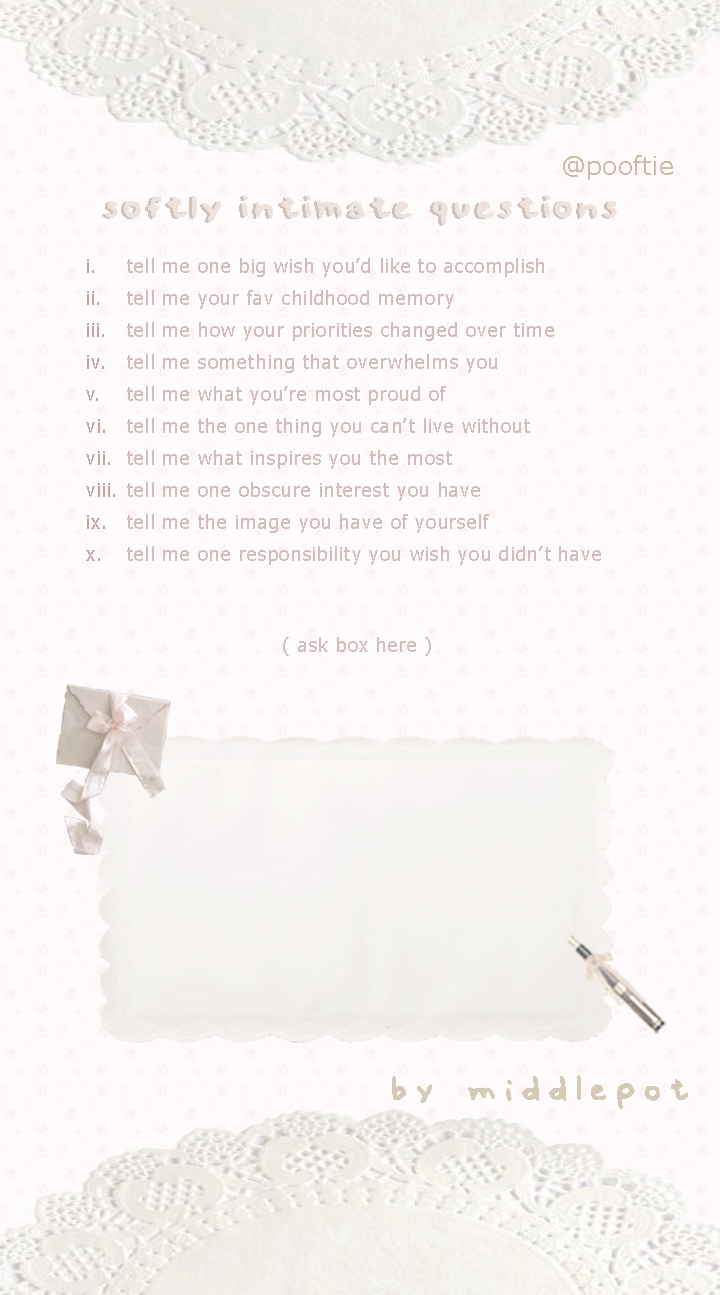 @pooftie
softly intimate questions
i. tell me one big wish you’d like to accomplish
ii. tell me your fav childhood memory
iii. tell me how your priorities changed over time
iv. tell me something that overwhelms you
v. tell me what you’re most proud of
vi. tell me the one thing you can’t live without
vii. tell me what inspires you the most
viii. tell me one obscure interest you have
ix. tell me the image you have of yourself
x. tell me one responsibility you wish you didn’t have
( ask box here )
by middlepot